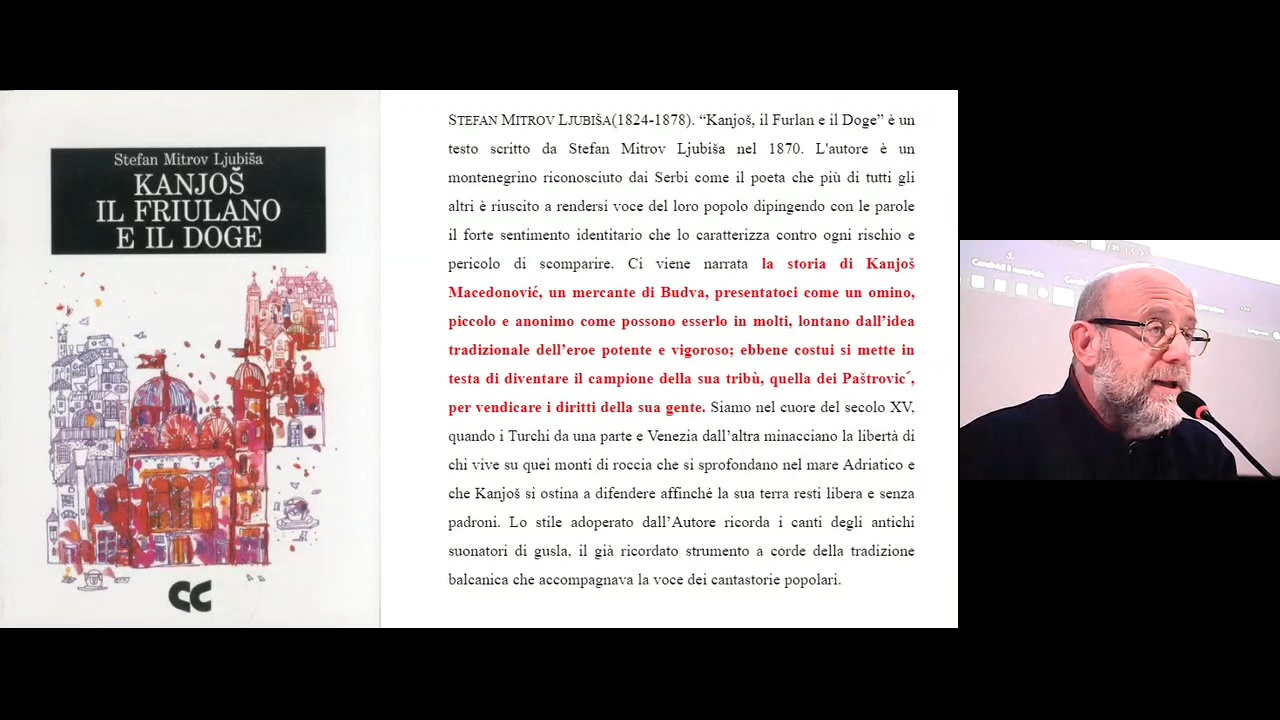 Stefan Mitrov Ljubiša
KANJOŠ
IL FRIULANO
E IL DOGE
CC
STEFAN MITROV LJUBIŠA(1824-1878). “Kanjoš, il Furlan e il Doge” è un
testo scritto da Stefan Mitrov Ljubiša nel 1870. L'autore è un
montenegrino riconosciuto dai Serbi come il poeta che più di tutti gli
altri è riuscito a rendersi voce del loro popolo dipingendo con le parole
il forte sentimento identitario che lo caratterizza contro ogni rischio e
pericolo di scomparire. Ci viene narrata la storia di Kanjoš
Macedonović, un mercante di Budva, presentatoci come un omino,
piccolo e anonimo come possono esserlo in molti, lontano dall’idea
tradizionale dell’eroe potente e vigoroso; ebbene costui si mette in
testa di diventare il campione della sua tribù, quella dei Paštrovic´,
per vendicare i diritti della sua gente. Siamo nel cuore del secolo XV,
quando i Turchi da una parte e Venezia dall’altra minacciano la libertà di
chi vive su quei monti di roccia che si sprofondano nel mare Adriatico e
che Kanjoš si ostina a difendere affinché la sua terra resti libera e senza
padroni. Lo stile adoperato dall’Autore ricorda i canti degli antichi
suonatori di gusla, il già ricordato strumento a corde della tradizione
balcanica che accompagnava la voce dei cantastorie popolari.